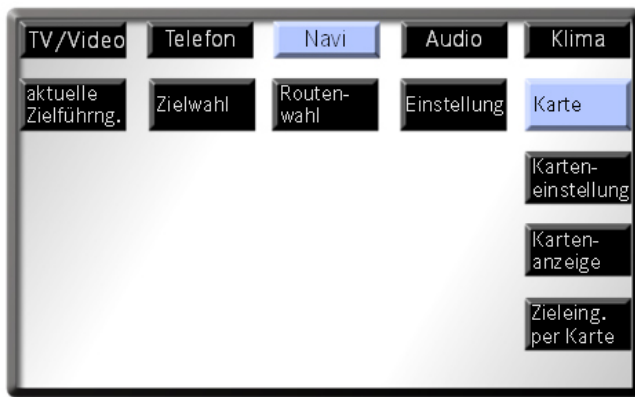 TV/Video Telefon Navi Audio Klima
aktuelle
Zielführng.
Zielwahl
Routen-
wahl
Einstellung
Karte
Karten-
einstellung
Karten-
anzeige
Zieleing.
per Karte